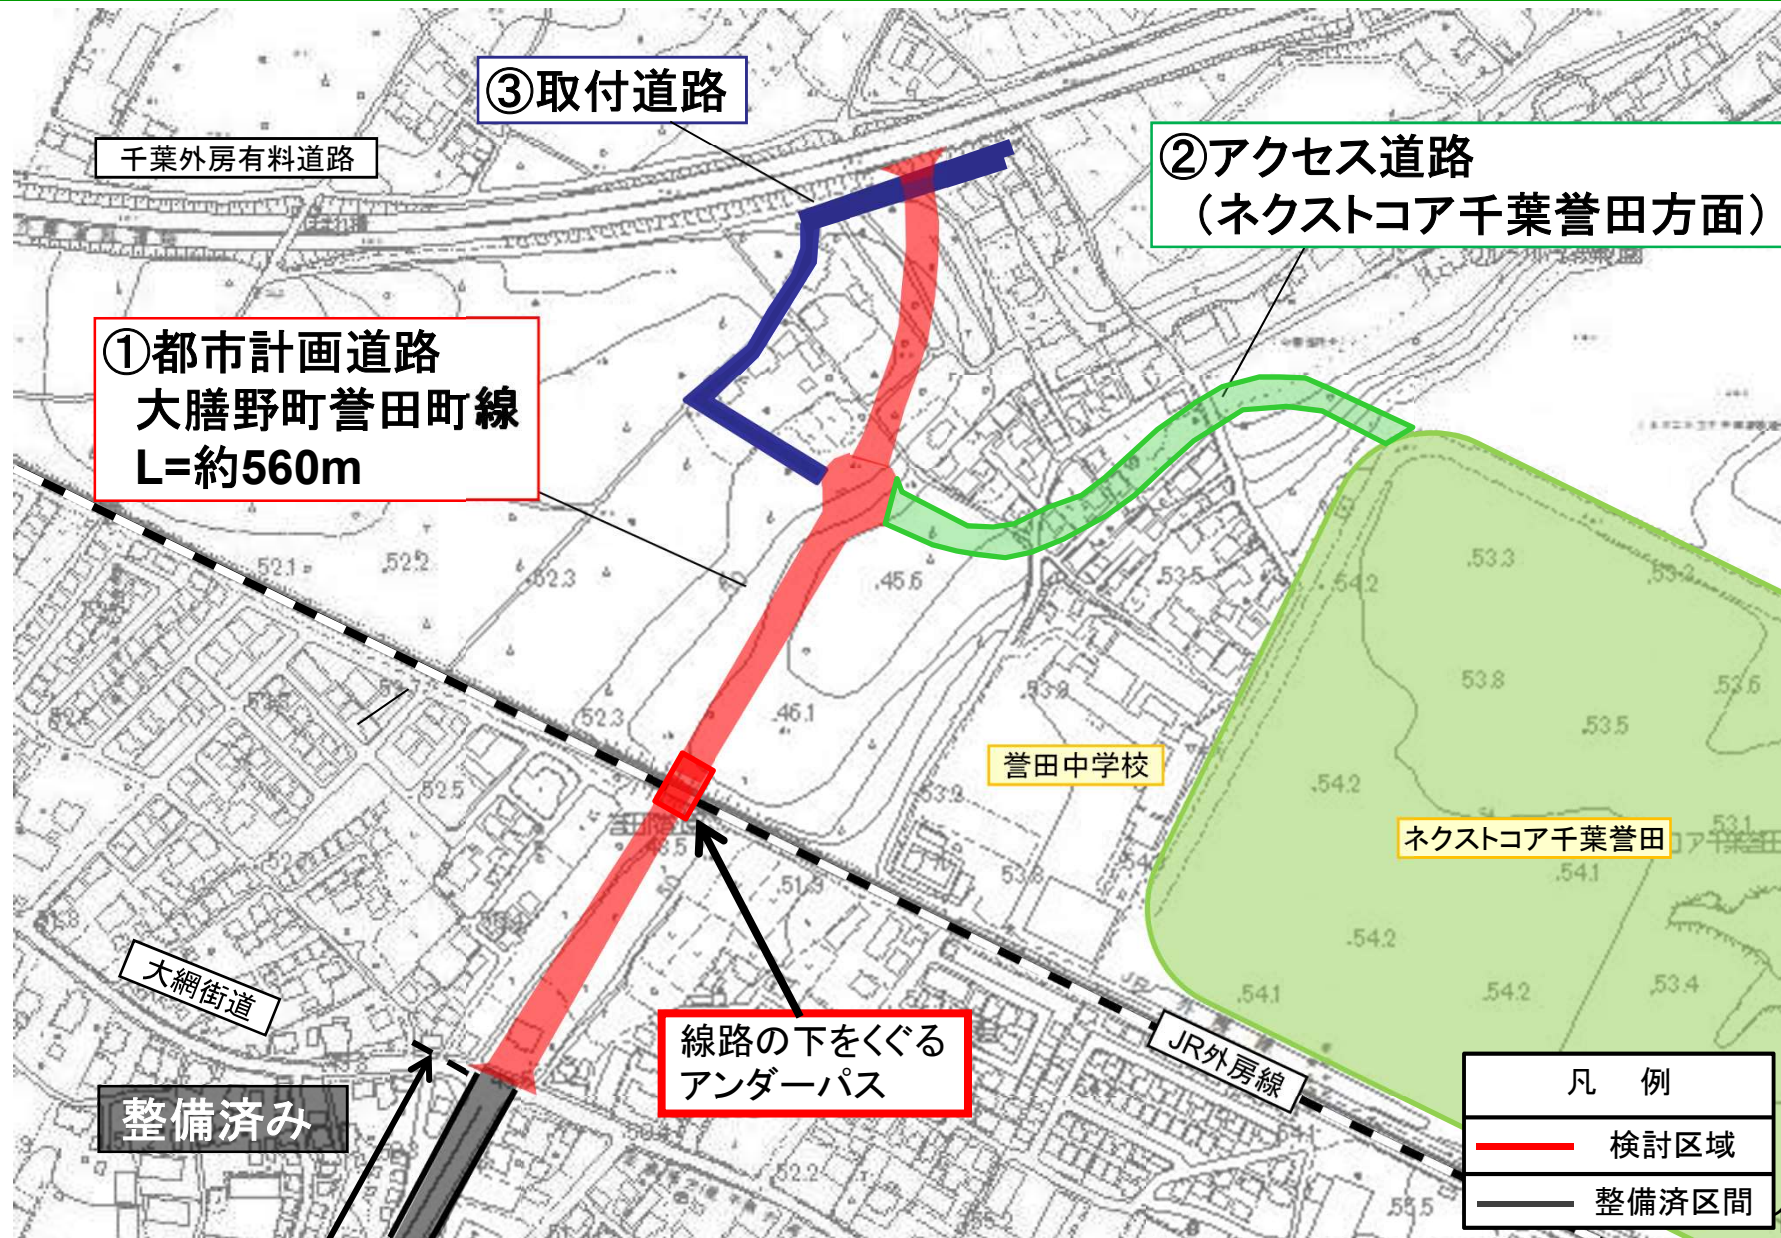 ③取付道路
千葉外房有料道路
②アクセス道路
（ネクストコア千葉誉田方面）
①都市計画道路
大膳野町誉田町線
L=約560m
52.1
52.2
52.3
45.6
53.5
54.2
53.3
53.2
53.8
53.6
53.5
53.9
52.3
46.1
誉田中学校
54.2
52.5
53.2
53.1
ネクストコア千葉誉田
54.1
51.9
53.8
54.2
大網街道
54.1
54.2
53.4
線路の下をくぐる
アンダーパス
JR外房線
整備済み
凡　例
検討区域
整備済区間
52.2
55.5